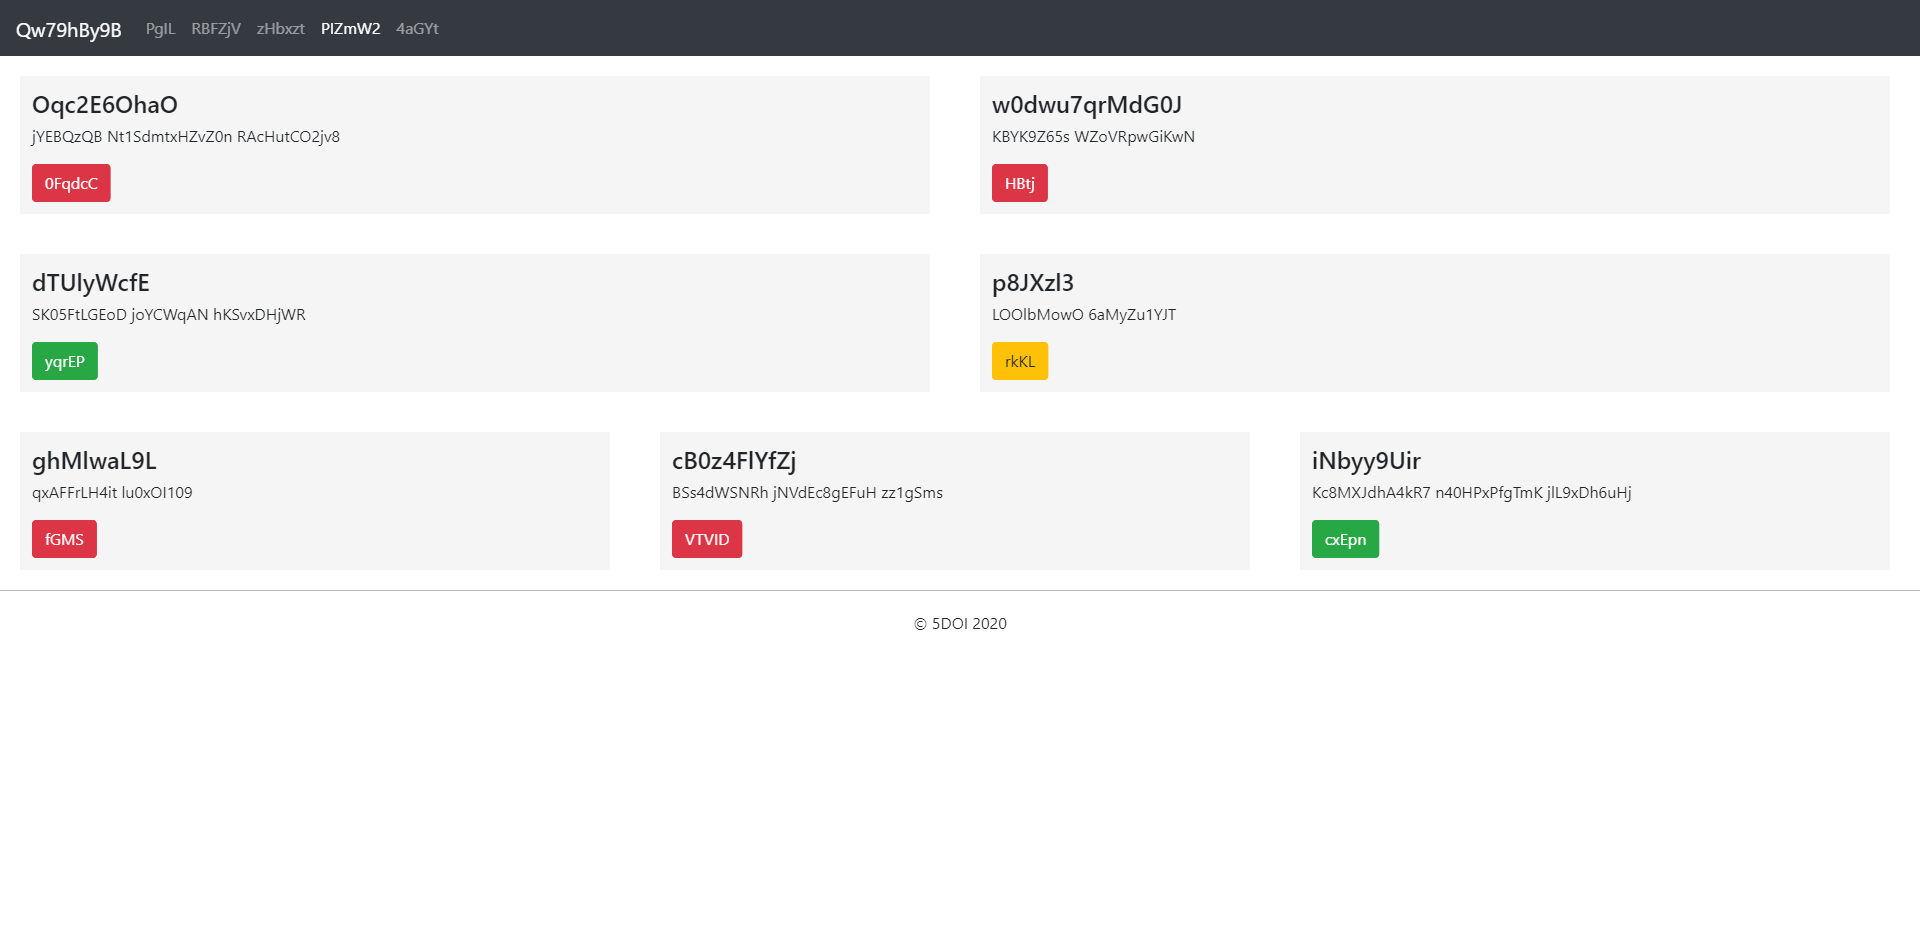 Qw79hBy9B PgIL RBFZjV zHbxzt PIZmW2 4aGYt
Oqc2E6OhaO
jYEBQzQB Nt1SdmtxHZvZ0n RAcHutCO2jv8
0FqdcC
w0dwu7qrMdG0J
KBYK9Z65s WZoVRpwGiKwN
HBtj
dTUlyWcfE
SK05FtLGEoD joYCWqAN hKSvxDHjWR
yqrEP
p8JXzl3
LOOlbMowO 6aMyZu1YJT
rkKL
ghMlwaL9L
qxAFFrLH4it lu0xOI109
fGMS
cB0z4FlYfZj
BSs4dWSNRh jNVdEc8gEFuH zz1gSms
VTVID
iNbyy9Uir
Kc8MXJdhA4kR7 n40HPxPfgTmK jlL9xDh6uHj
cxEpn
© 5DOI 2020